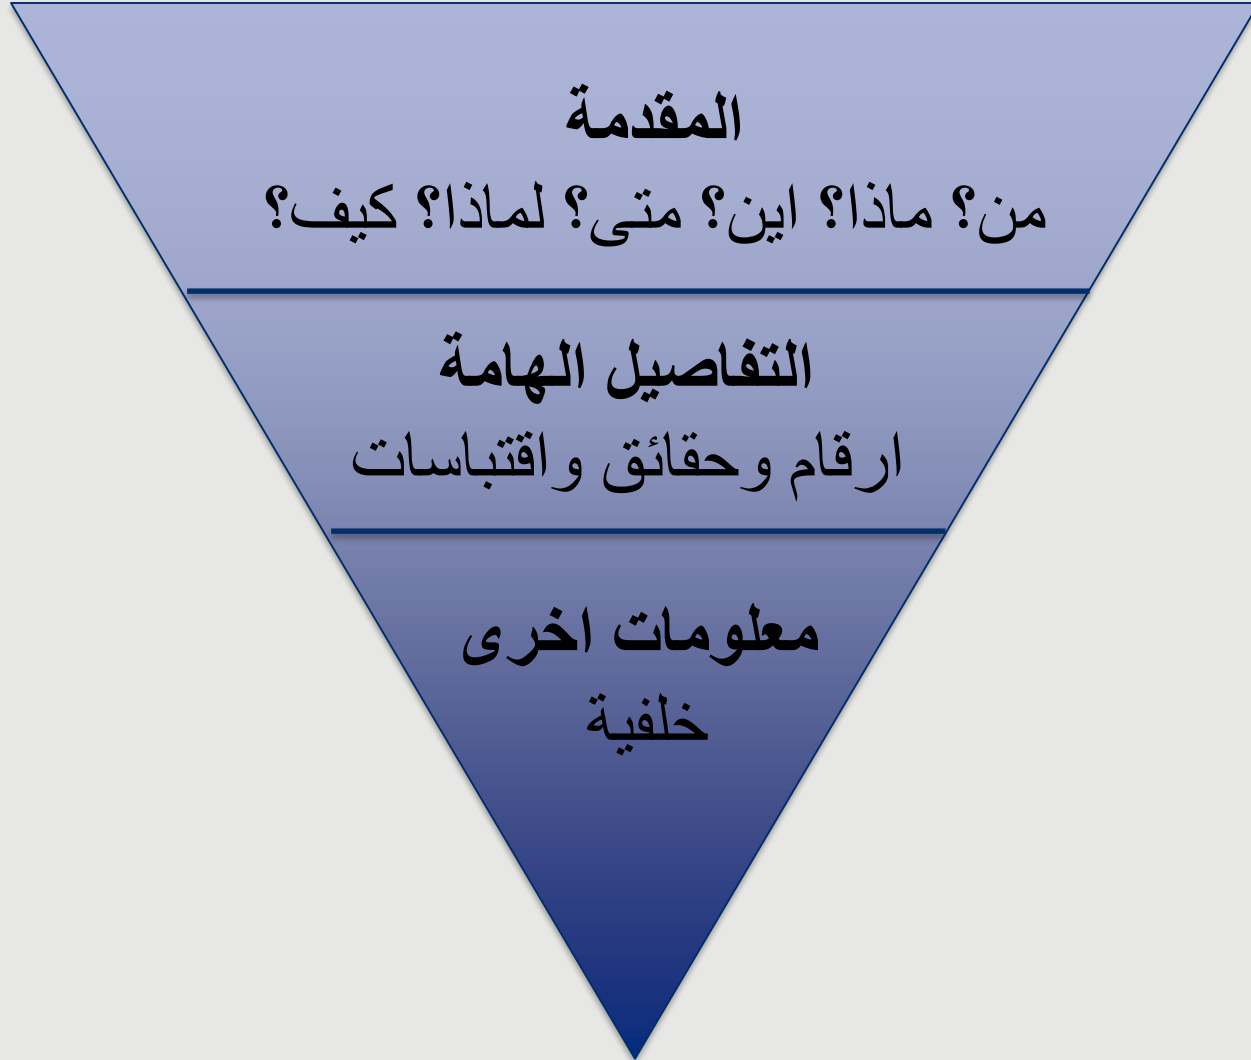 المقدمة
من؟ ماذا؟ اين؟ متى؟ لماذا؟ كيف؟
التفاصيل الهامة
ارقام وحقائق واقتباسات
معلومات اخرى
خلفية